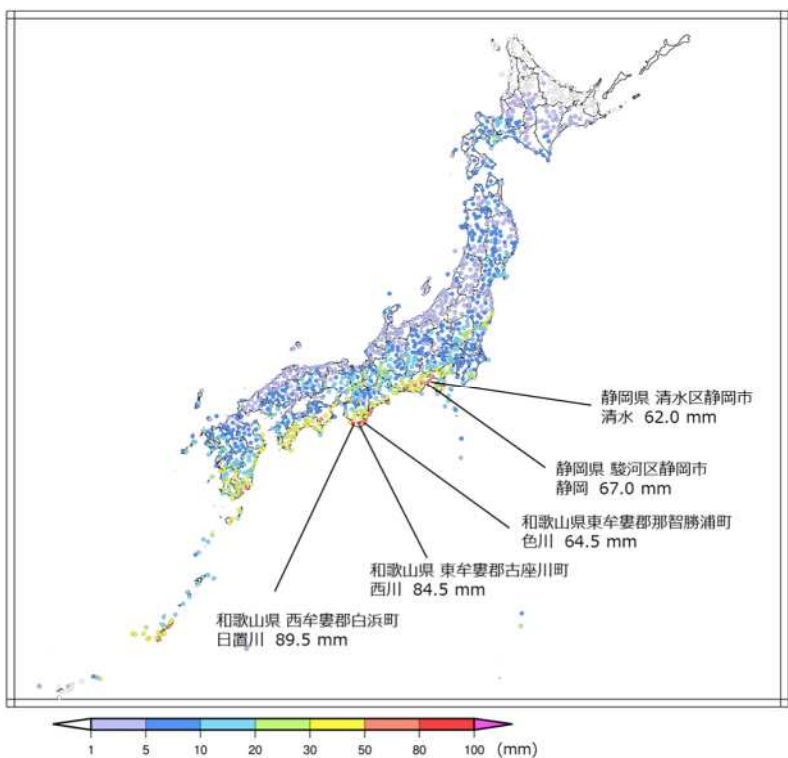 静岡県 清水区静岡市
清水 62.0 mm
静岡県 駿河区静岡市
静岡 67.0 mm
和歌山県東牟婁郡那智勝浦町
色川 64.5 mm
和歌山県 東牟婁郡古座川町
西川 84.5 mm
和歌山県 西牟婁郡白浜町
日置川 89.5 mm
1 5 10 20 30 50 80 100 (mm)